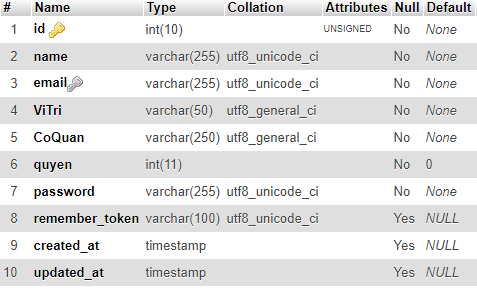 # Name Type Collation Attributes Null Default
1 id int(10) UNSIGNED No None
2 name varchar(255) utf8_unicode_ci No None
3 email varchar(255) utf8_unicode_ci No None
4 ViTri varchar(50) utf8_general_ci No None
5 CoQuan varchar(250) utf8_general_ci No None
6 quyen int(11) No 0
7 password varchar(255) utf8_unicode_ci No None
8 remember_token varchar(100) utf8_unicode_ci Yes NULL
9 created_at timestamp Yes NULL
10 updated_at timestamp Yes NULL